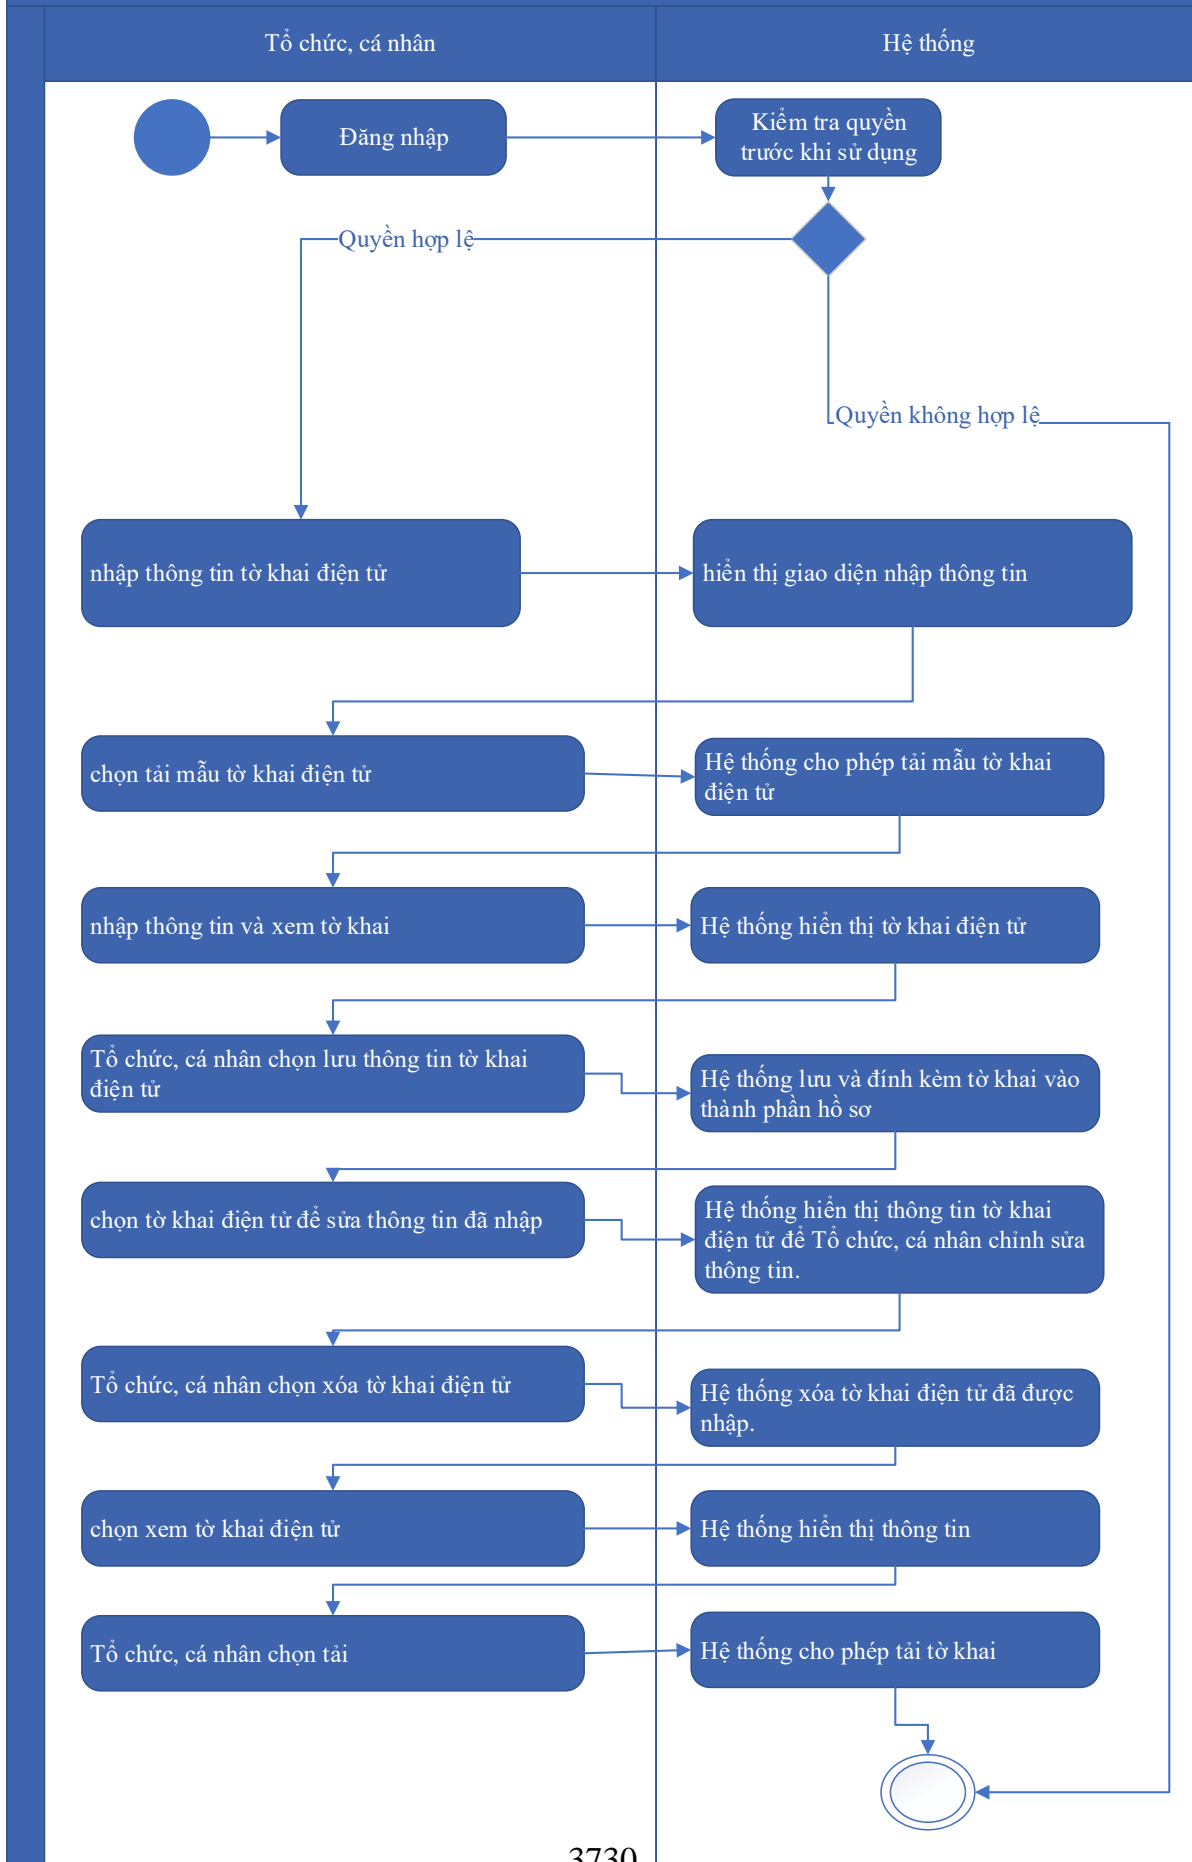 Tổ chức, cá nhân
Hệ thống
Đăng nhập
Kiểm tra quyền
trước khi sử dụng
Quyền hợp lệ
Quyền không hợp lệ
nhập thông tin tờ khai điện tử
hiển thị giao diện nhập thông tin
chọn tải mẫu tờ khai điện tử
Hệ thống cho phép tải mẫu tờ khai
điện tử
nhập thông tin và xem tờ khai
Hệ thống hiển thị tờ khai điện tử
Tổ chức, cá nhân chọn lưu thông tin tờ khai
điện tử
Hệ thống lưu và đính kèm tờ khai vào
thành phần hồ sơ
chọn tờ khai điện tử để sửa thông tin đã nhập
Hệ thống hiển thị thông tin tờ khai
điện tử để Tổ chức, cá nhân chỉnh sửa
thông tin.
Tổ chức, cá nhân chọn xóa tờ khai điện tử
Hệ thống xóa tờ khai điện tử đã được
nhập.
chọn xem tờ khai điện tử
Hệ thống hiển thị thông tin
Tổ chức, cá nhân chọn tải
Hệ thống cho phép tải tờ khai
3730